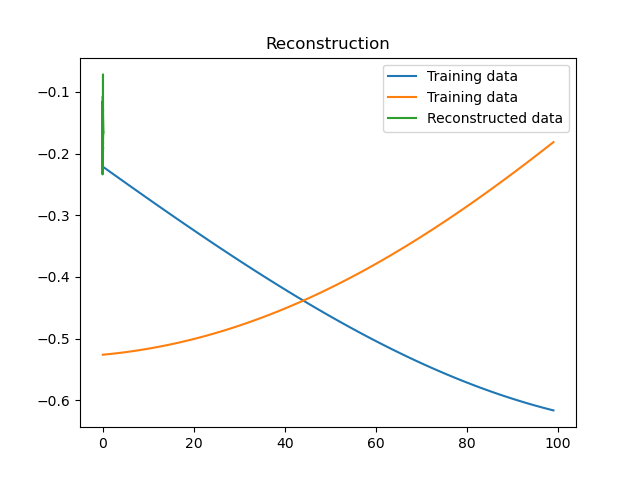 Reconstruction
Training data
Training data
Reconstructed data
−0.1
−0.2
−0.3
−0.4
−0.5
−0.6
0 20 40 60 80 100